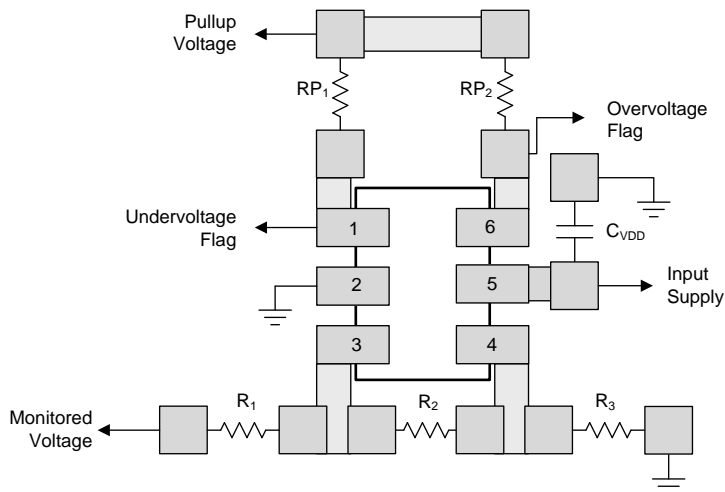 Pullup
Voltage
RP₁
RP₂
Overvoltage
Flag
Undervoltage
Flag
1
6
C_VDD
2
5
Input
Supply
3
4
R₁
R₂
R₃
Monitored
Voltage